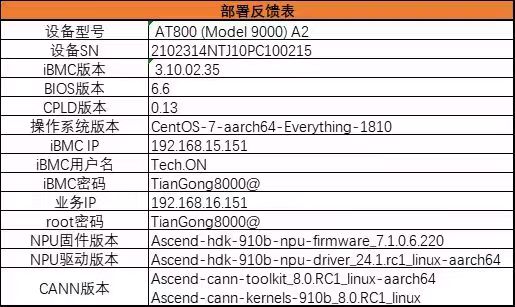 部署反馈表
设备型号 AT800 (Model 9000) A2
设备SN 2102314NTJ10PC100215
iBMC版本 3.10.02.35
BIOS版本 6.6
CPLD版本 0.13
操作系统版本 CentOS-7-aarch64-Everything-1810
iBMC IP 192.168.15.151
iBMC用户名 Tech.ON
iBMC密码 TianGong8000@
业务IP 192.168.16.151
root密码 TianGong8000@
NPU固件版本 Ascend-hdk-910b-npu-firmware_7.1.0.6.220
NPU驱动版本 Ascend-hdk-910b-npu-driver_24.1.rc1_linux-aarch64
CANN版本 Ascend-cann-toolkit_8.0.RC1_linux-aarch64
Ascend-cann-kernels-910b_8.0.RC1_linux